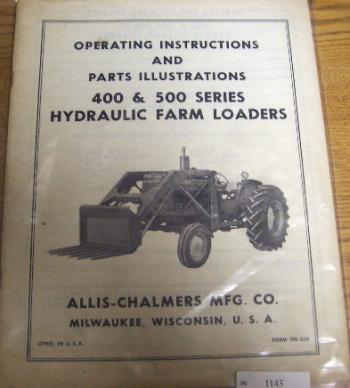 OPERATING INSTRUCTIONS
AND
PARTS ILLUSTRATIONS
400 & 500 SERIES
HYDRAULIC FARM LOADERS
ALLIS-CHALMERS MFG. CO.
MILWAUKEE, WISCONSIN, U. S. A.
LITHO. IN U. S. A.
FORM
1143